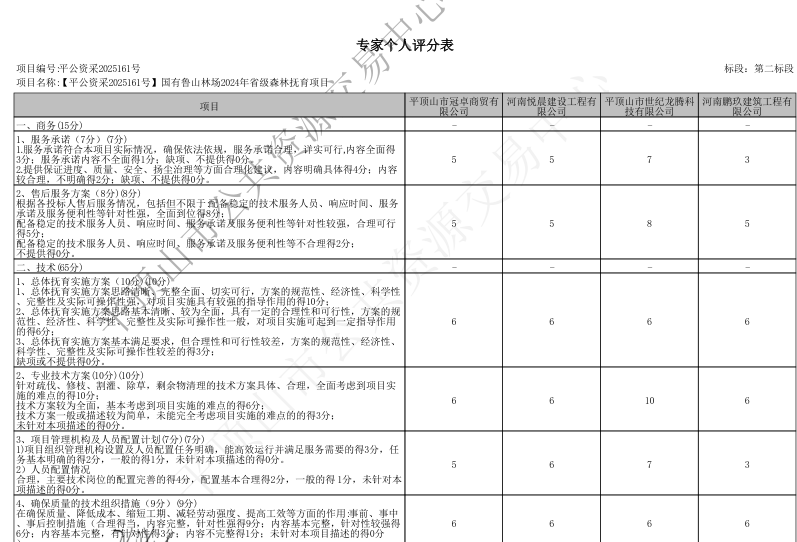 专家个人评分表
项目编号:平公资采2025161号
标段: 第二标段
项目名称:【平公资采2025161号】国有鲁山林场2024年省级森林抚育项目
项目
平顶山市冠卓商贸有限公司
河南悦晨建设工程有限公司
平顶山市世纪龙腾科技有限公司
河南鹏玖建筑工程有限公司
一、商务(15分)
－ － － －
1、服务承诺（7分）(7分)
1.服务承诺符合本项目实际情况，确保依法依规，服务承诺合理、详实可行,内容全面得
3分；服务承诺内容不全面得1分；缺项、不提供得0分。
2.提供保证进度、质量、安全、扬尘治理等方面合理化建议，内容明确具体得4分；内容
较合理，不明确得2分；缺项、不提供得0分。
5 5 7 3
2、售后服务方案（8分)(8分)
根据各投标人售后服务情况，包括但不限于 配备稳定的技术服务人员、响应时间、服务
承诺及服务便利性等针对性强，全面到位得8分；
配备稳定的技术服务人员、响应时间、服务承诺及服务便利性等针对性较强，合理可行
得5分；
配备稳定的技术服务人员、响应时间、服务承诺及服务便利性等不合理得2分；
不提供得0分。
5 5 8 5
二、技术(65分)
－ － － －
1、总体抚育实施方案（10分)(10分)
1、总体抚育实施方案思路清晰、完整全面、切实可行，方案的规范性、经济性、科学性
、完整性及实际可操作性强、对项目实施具有较强的指导作用的得10分；
2、总体抚育实施方案思路基本清晰、较为全面，具有一定的合理性和可行性，方案的规
范性、经济性、科学性、完整性及实际可操作性一般，对项目实施可起到一定指导作用
的得6分；
3、总体抚育实施方案基本满足要求，但合理性和可行性较差，方案的规范性、经济性、
科学性、完整性及实际可操作性较差的得3分；
缺项或不提供得0分。
6 6 6 6
2、专业技术方案(10分)(10分)
针对疏伐、修枝、割灌、除草，剩余物清理的技术方案具体、合理，全面考虑到项目实
施的难点的得10分；
技术方案较为全面，基本考虑到项目实施的难点的得6分；
技术方案一般或描述较为简单，未能完全考虑项目实施的难点的的得3分；
未针对本项描述的得0分。
6 6 10 6
3、项目管理机构及人员配置计划(7分)(7分)
1)项目组织管理机构设置及人员配置任务明确，能高效运行并满足服务需要的得3分，任
务基本明确的得2分，一般的得1分，未针对本项描述的得0分。
2）人员配置情况
合理，主要技术岗位的配置完善的得4分，配置基本合理得2分，一般的得 1分，未针对本
项描述的得0分。
5 6 7 3
4、确保质量的技术组织措施（9分）(9分)
在确保质量、降低成本、缩短工期、减轻劳动强度、提高工效等方面的作用:事前、事中
、事后控制措施（合理得当，内容完整，针对性强得9分；内容基本完整，针对性较强得
6分；内容基本完整，有针对性得3分；内容不完整得1分；未针对本项描述的得0分
6 6 6 6
平顶山市公共资源交易中心
平顶山市公共资源交易中心